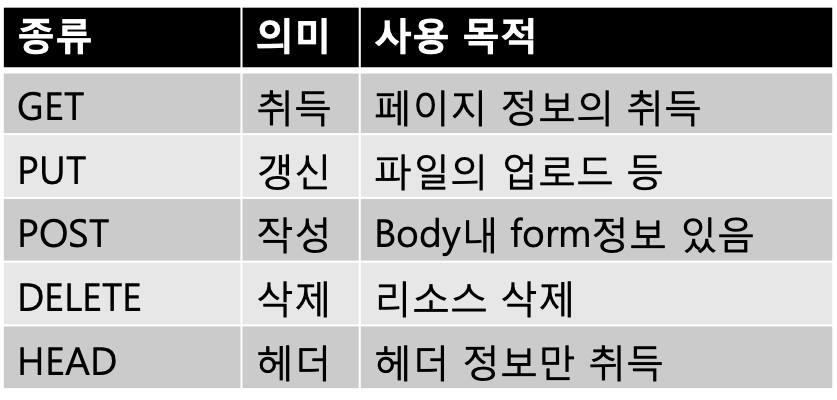 종류 의미 사용 목적
GET 취득 페이지 정보의 취득
PUT 갱신 파일의 업로드 등
POST 작성 Body내 form정보 있음
DELETE 삭제 리소스 삭제
HEAD 헤더 헤더 정보만 취득